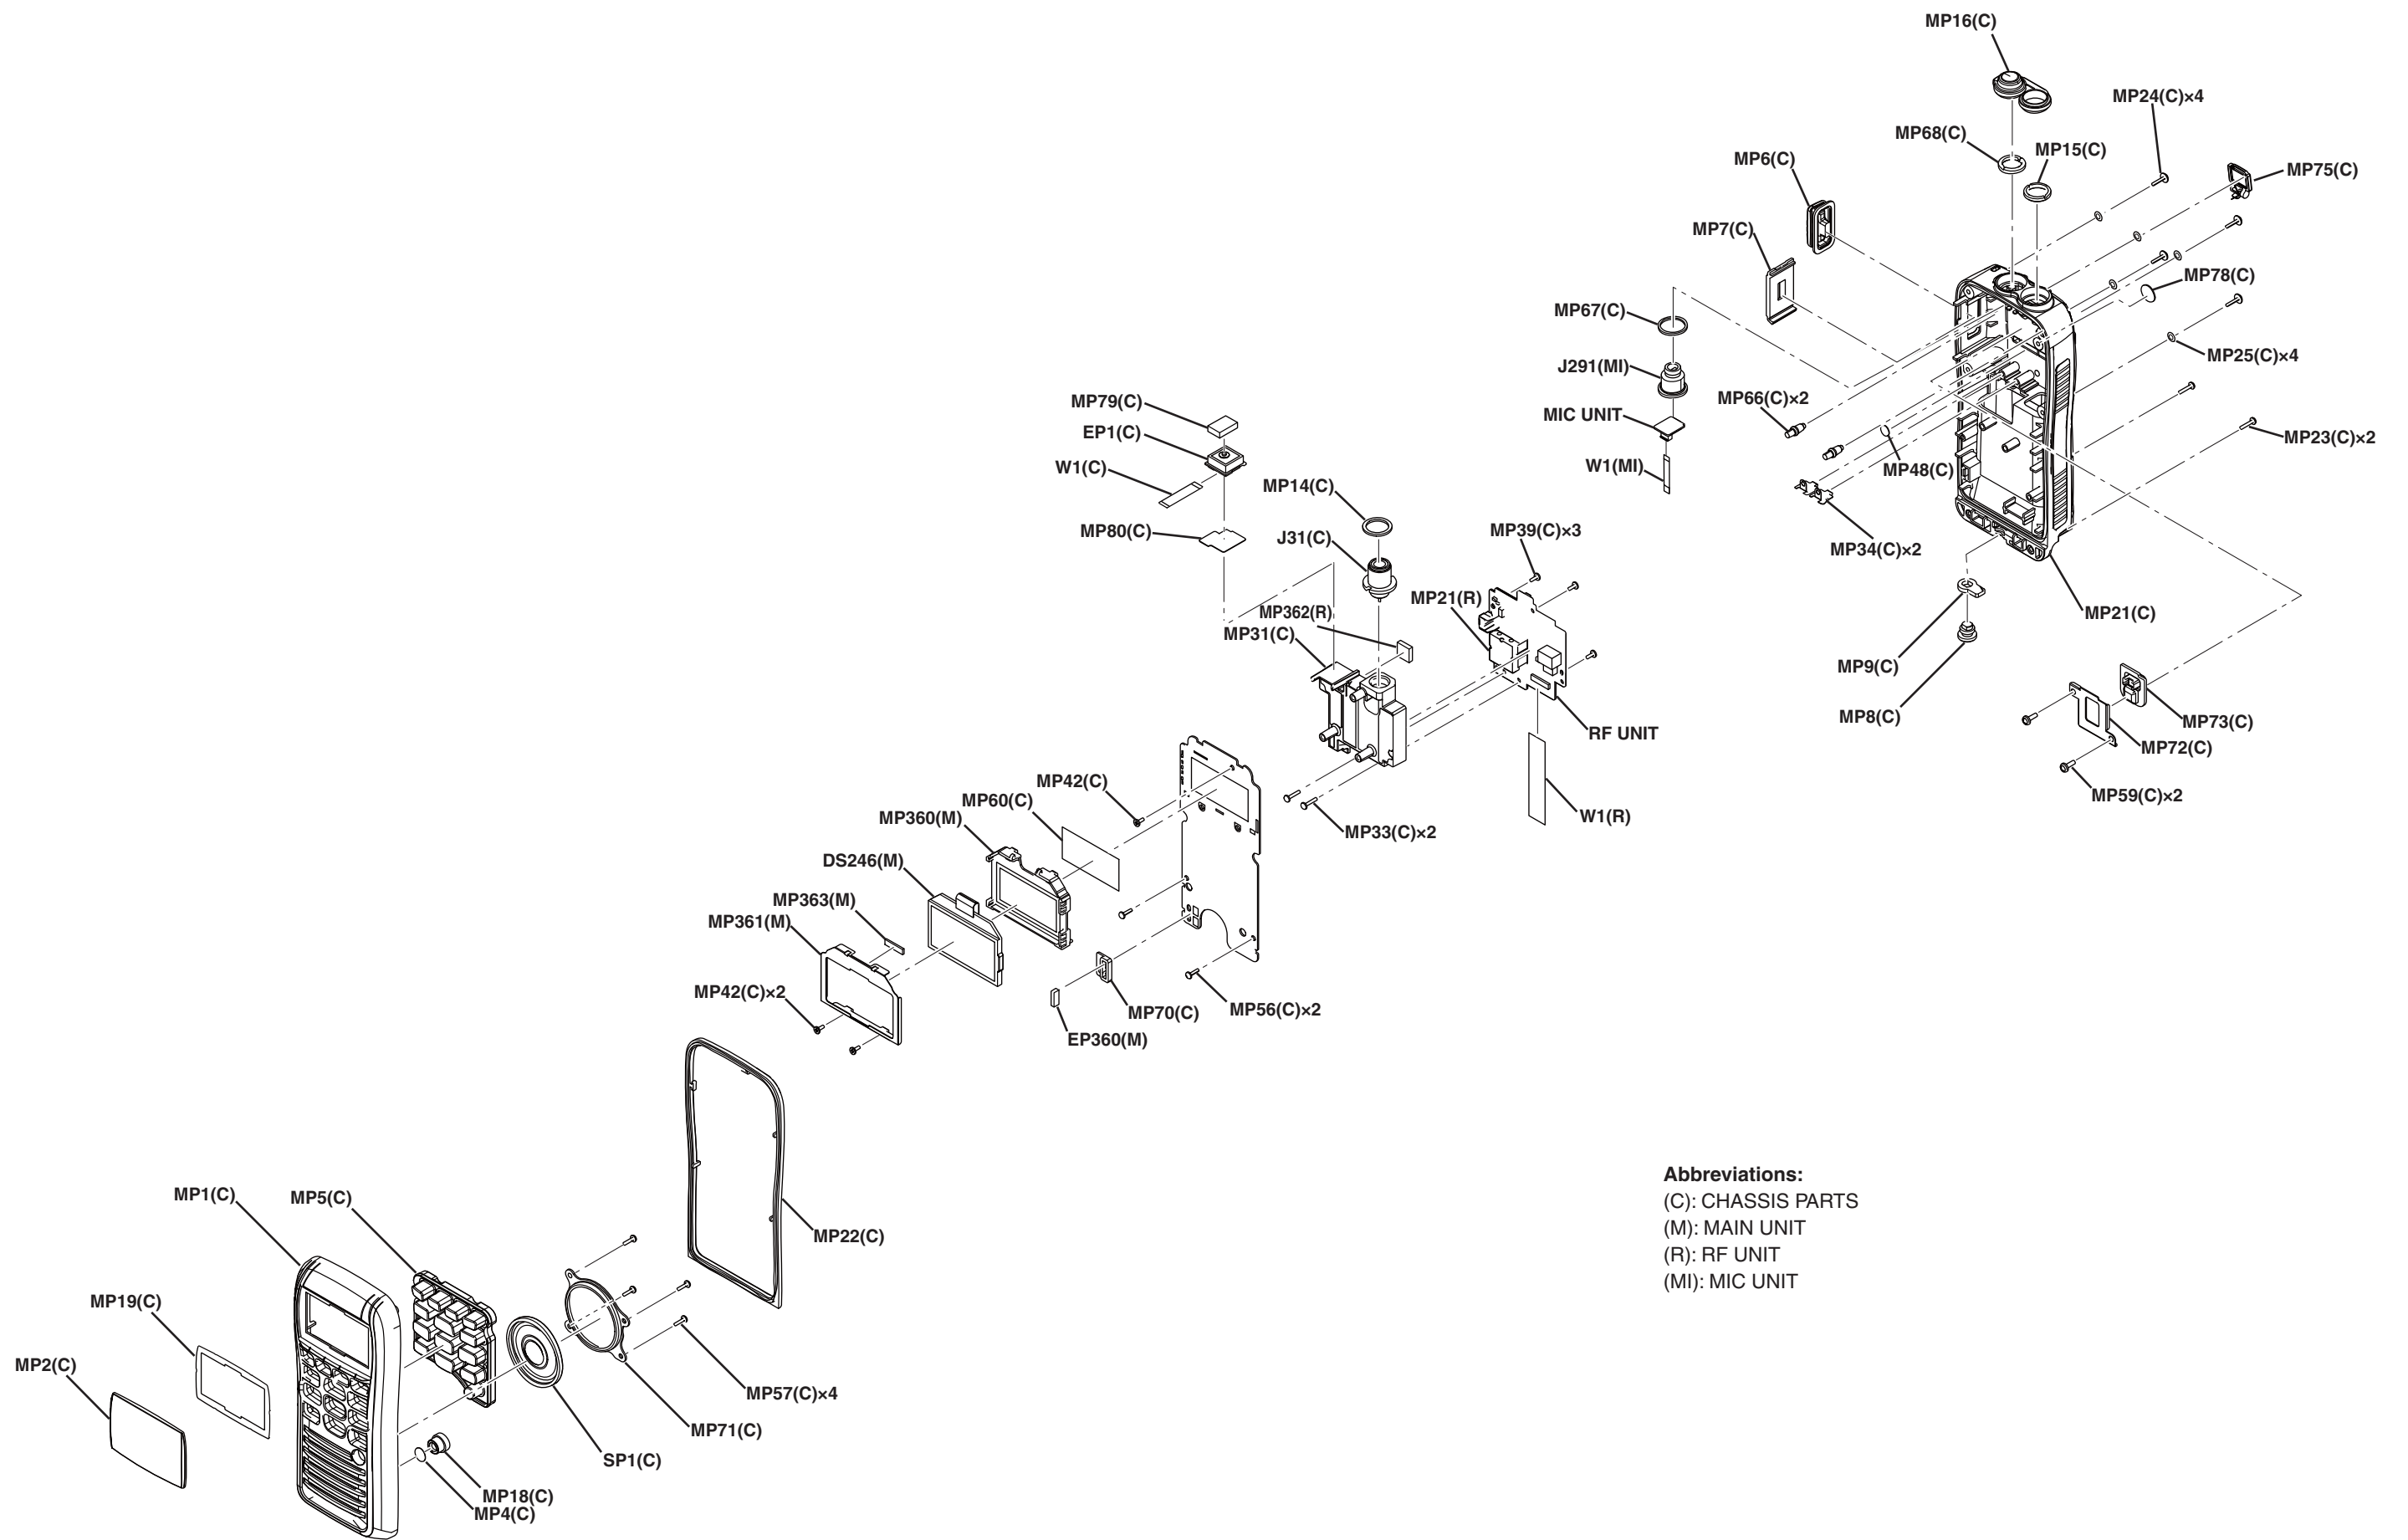 MP16(C)
MP24(C)×4
MP68(C)
MP15(C)
MP6(C)
MP75(C)
MP7(C)
MP78(C)
MP67(C)
MP25(C)×4
J291(MI)
MP79(C)
MP66(C)×2
MIC UNIT
EP1(C)
MP23(C)×2
W1(C)
W1(MI)
MP48(C)
MP14(C)
MP80(C)
J31(C)
MP39(C)×3
MP34(C)×2
MP362(R)
MP21(R)
MP21(C)
MP31(C)
MP9(C)
MP8(C)
MP73(C)
RF UNIT
MP72(C)
MP42(C)
MP60(C)
MP59(C)×2
MP360(M)
W1(R)
MP33(C)×2
DS246(M)
MP363(M)
MP361(M)
MP42(C)×2
MP70(C)
MP56(C)×2
EP360(M)
Abbreviations:
(C): CHASSIS PARTS
(M): MAIN UNIT
(R): RF UNIT
(MI): MIC UNIT
MP1(C)
MP5(C)
MP22(C)
MP19(C)
MP2(C)
MP57(C)×4
MP71(C)
SP1(C)
MP18(C)
MP4(C)